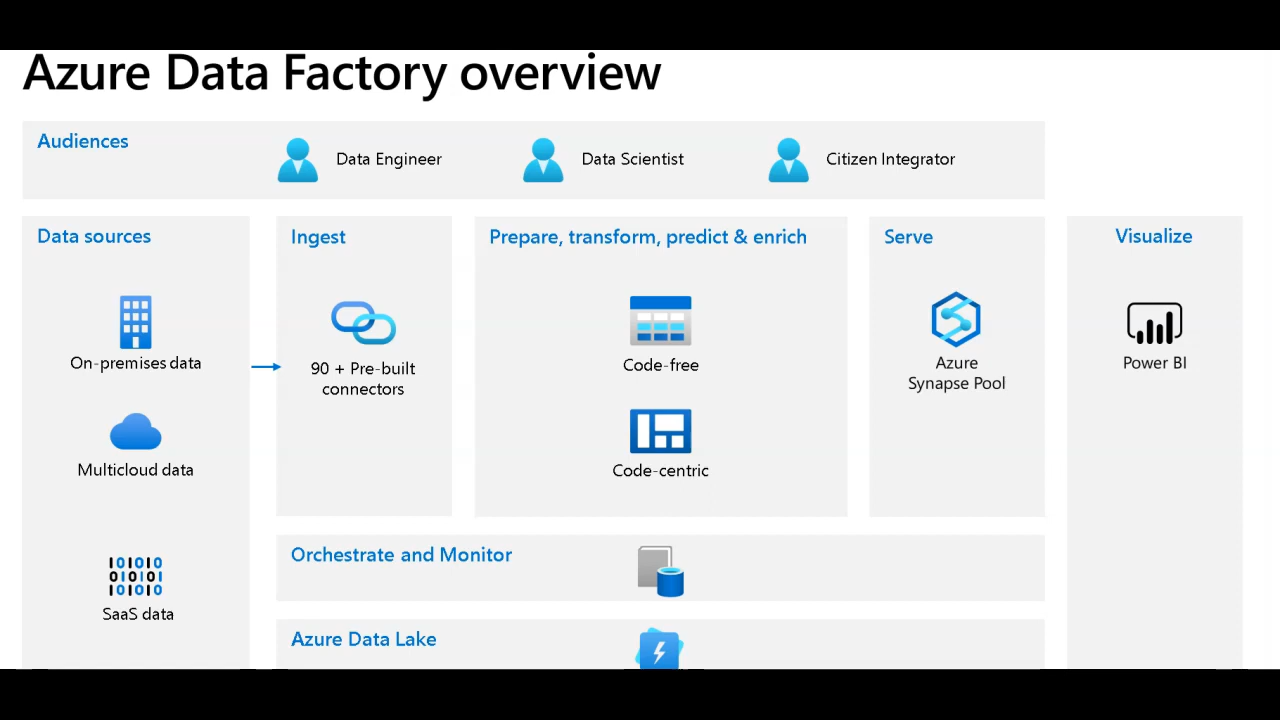 Azure Data Factory overview
Audiences
Data Engineer
Data Scientist
Citizen Integrator
Data sources
On-premises data
Multicloud data
SaaS data
Ingest
90 + Pre-built
connectors
Prepare, transform, predict & enrich
Code-free
Code-centric
Serve
Azure
Synapse Pool
Visualize
Power BI
Orchestrate and Monitor
Azure Data Lake